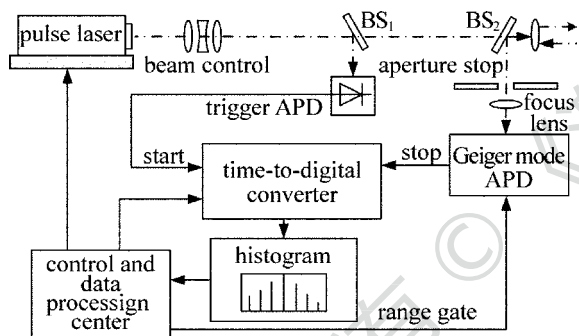 pulse laser
BS1
BS2
beam control
aperture stop
trigger APD
focus
lens
start
time-to-digital
converter
stop
Geiger mode
APD
histogram
control and
data
processign
center
range gate